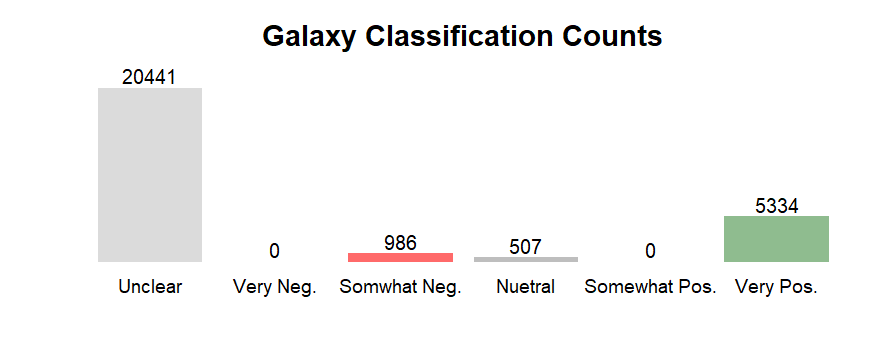 Galaxy Classification Counts
20441
0
986
507
0
5334
Unclear
Very Neg.
Somwhat Neg.
Nuetral
Somewhat Pos.
Very Pos.